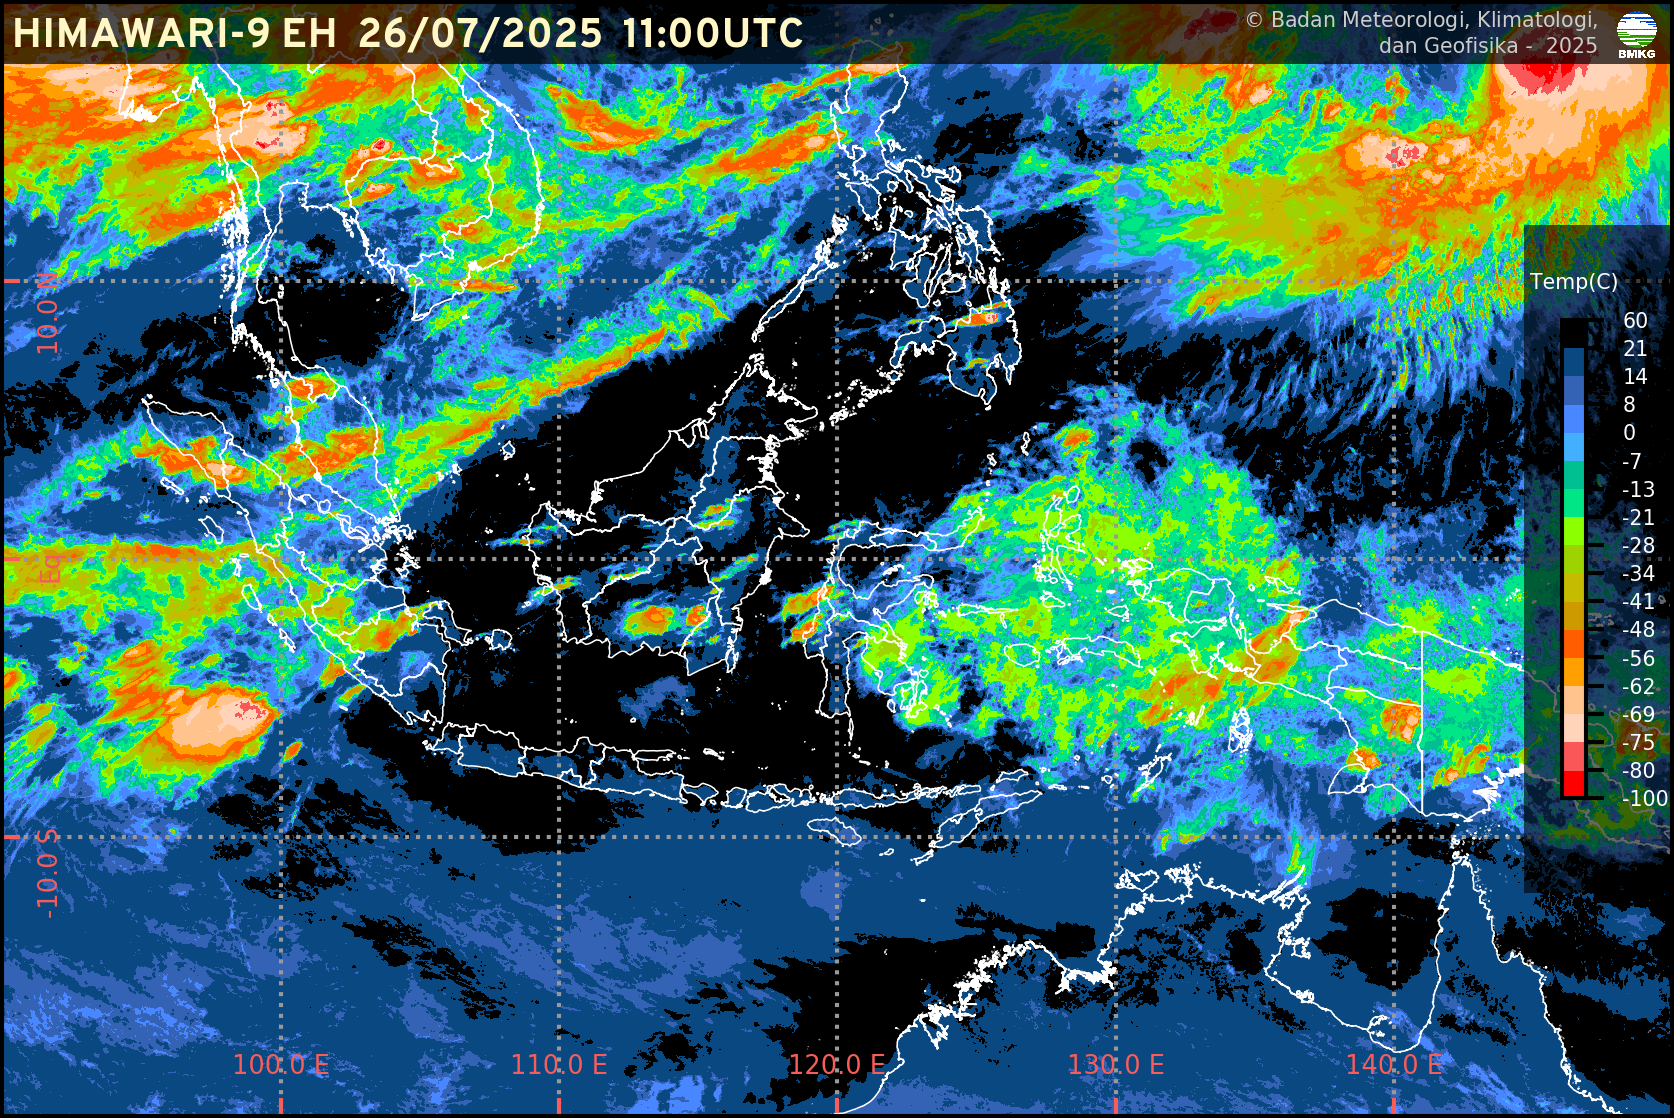 HIMAWARI-9 EH 26/07/2025 11:00UTC
© Badan Meteorologi, Klimatologi,
dan Geofisika - 2025
BMKG
Temp(C)
60
21
14
8
0
-7
-13
-21
-28
-34
-41
-48
-56
-62
-69
-75
-80
-100
10.0 N
Eq
-10.0 S
100.0 E
110.0 E
120.0 E
130.0 E
140.0 E